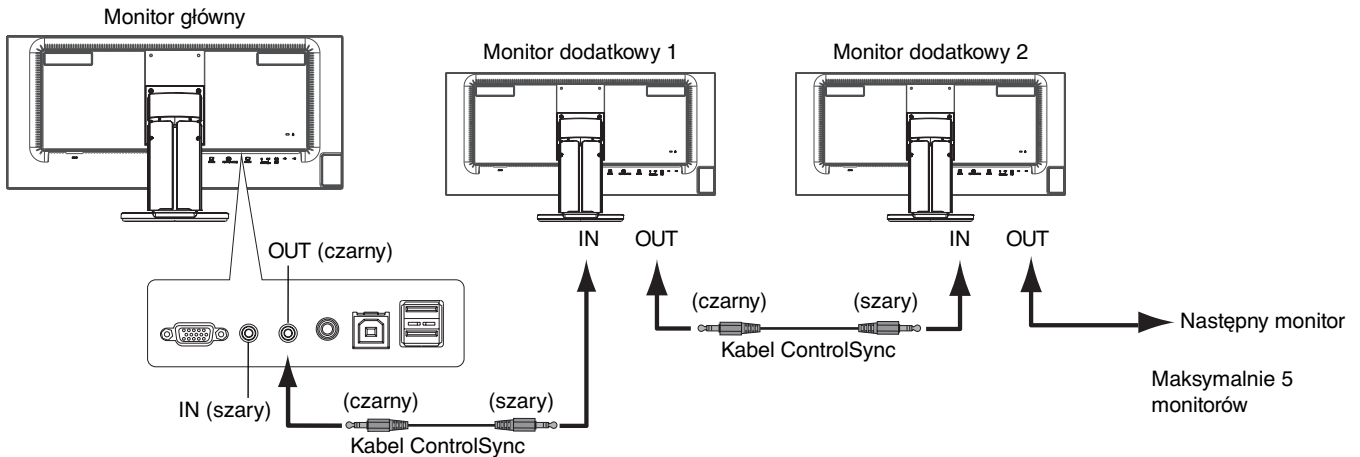 Monitor główny
Monitor dodatkowy 1
Monitor dodatkowy 2
IN
OUT
IN
OUT
OUT (czarny)
(czarny)
(szary)
Kabel ControlSync
Następny monitor
Maksymalnie 5
monitorów
IN (szary)
(czarny)
(szary)
Kabel ControlSync